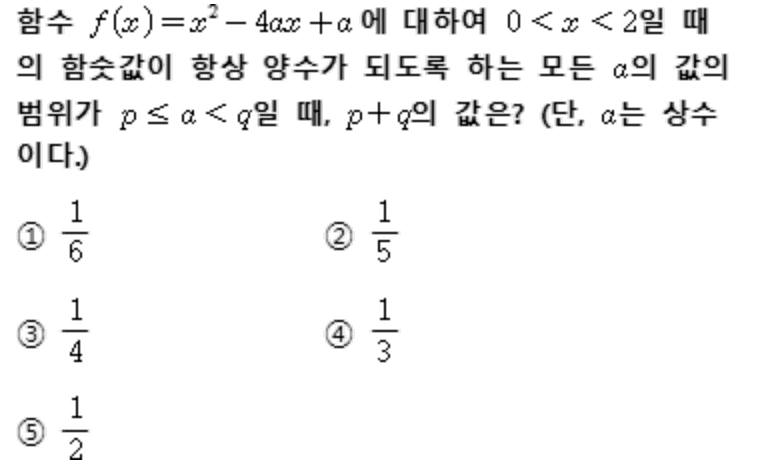 함수 f(x)=x²-4ax+a에 대하여 0<x<2일 때
의 함숫값이 항상 양수가 되도록 하는 모든 a의 값의
범위가 p≤a<q일 때, p+q의 값은? (단, a는 상수
이다.)
① 1/6 ② 1/5
③ 1/4 ④ 1/3
⑤ 1/2